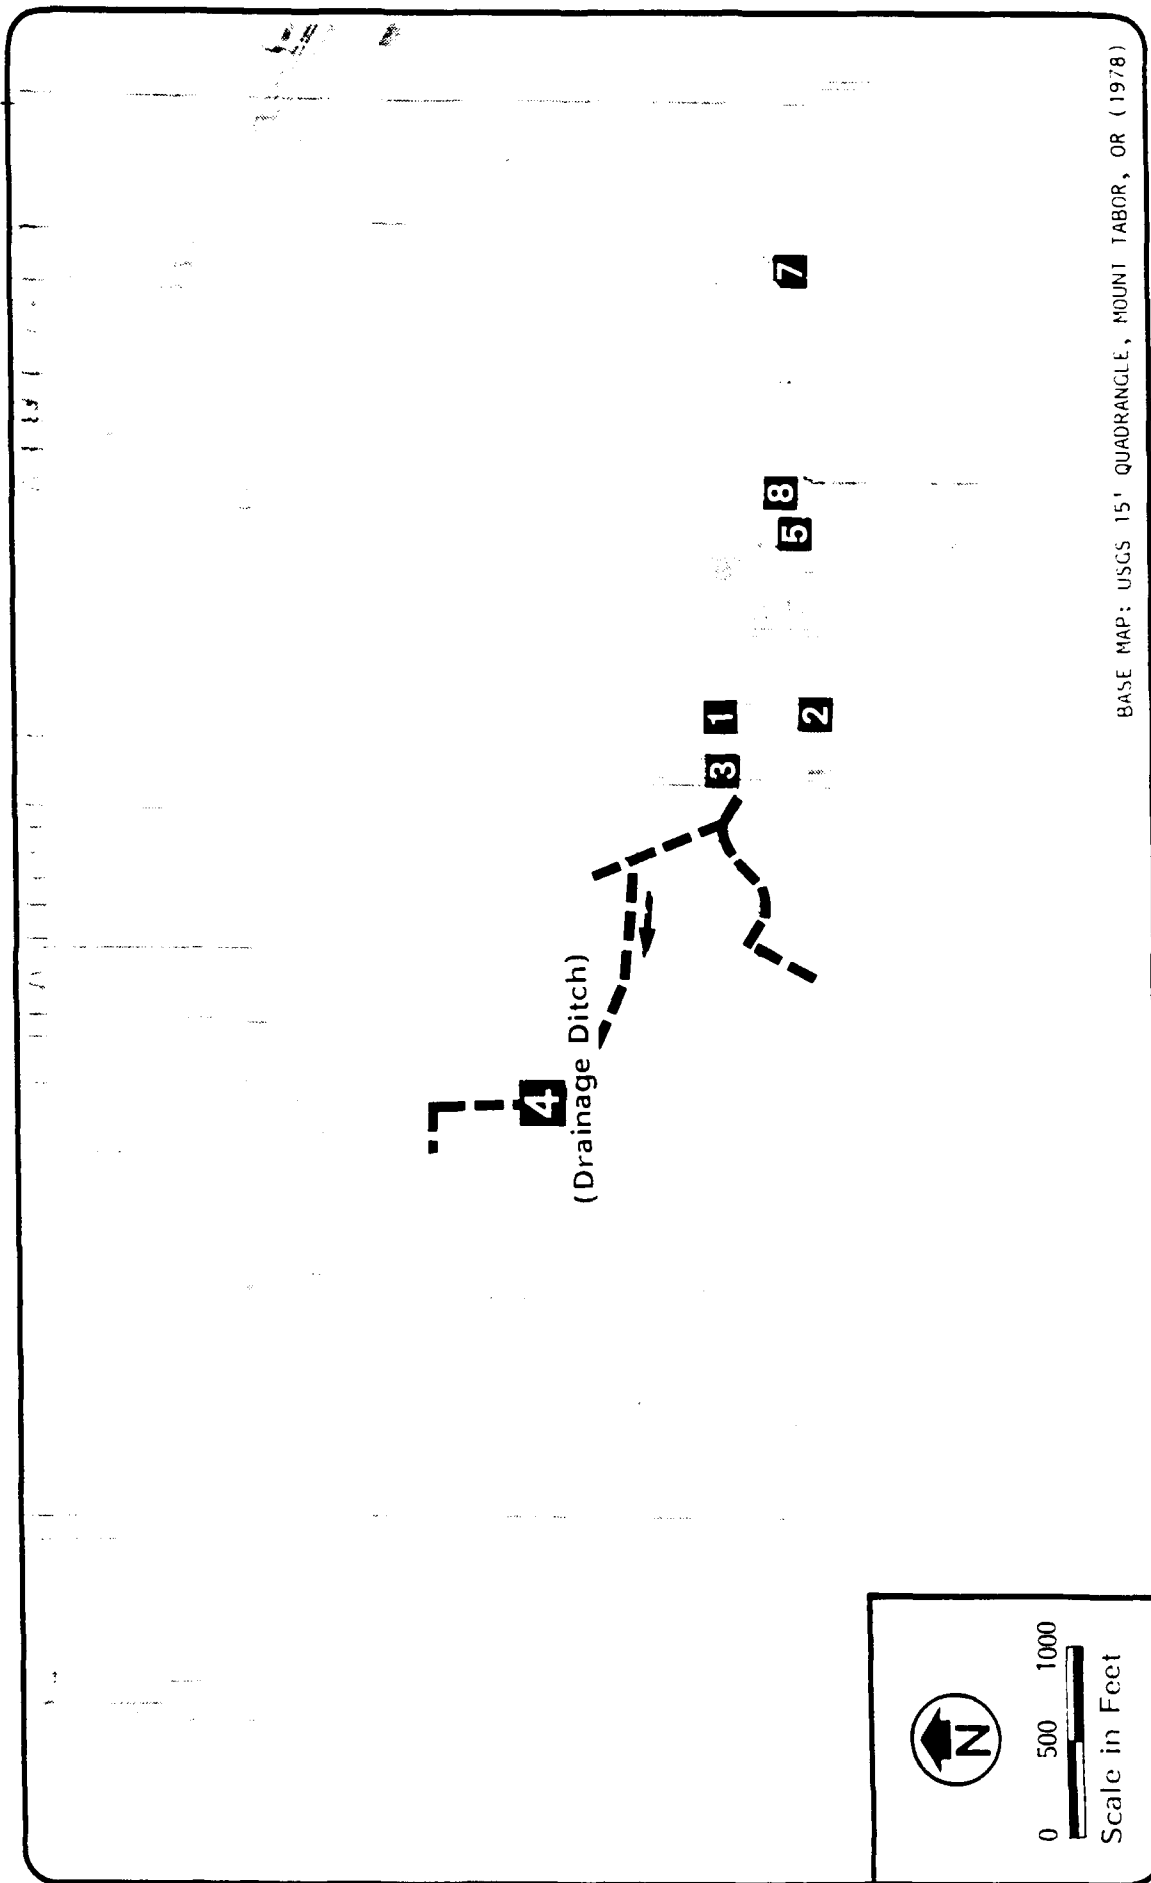 7
8
5
1
2
3
4
(Drainage Ditch)
N
0 500 1000
Scale in Feet
BASE MAP: USGS 15' QUADRANGLE, MOUNT TABOR, OR (1978)